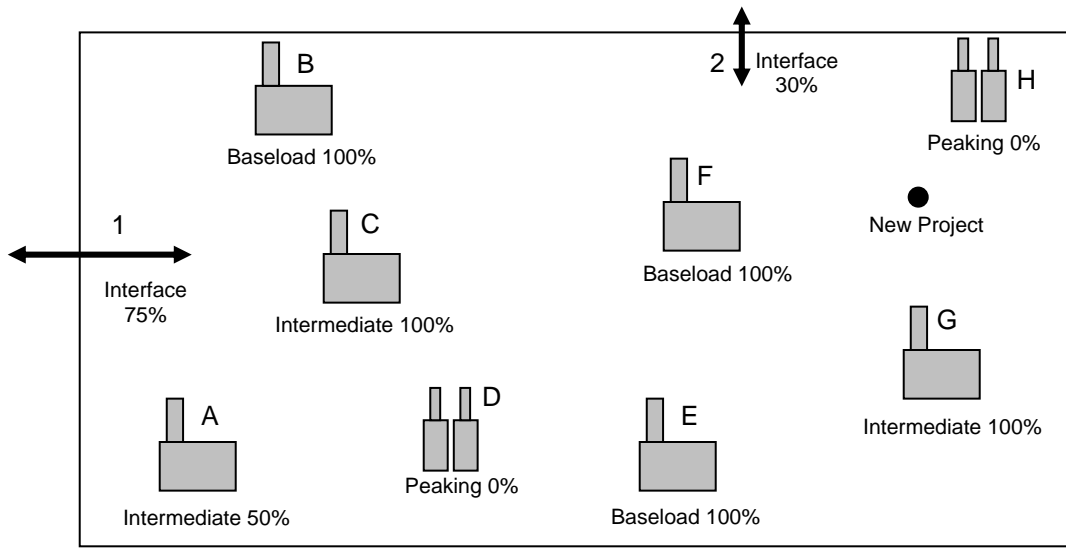 B
Baseload 100%
2
Interface
30%
H
Peaking 0%
F
Baseload 100%
New Project
1
Interface
75%
C
Intermediate 100%
G
Intermediate 100%
A
Intermediate 50%
D
Peaking 0%
E
Baseload 100%